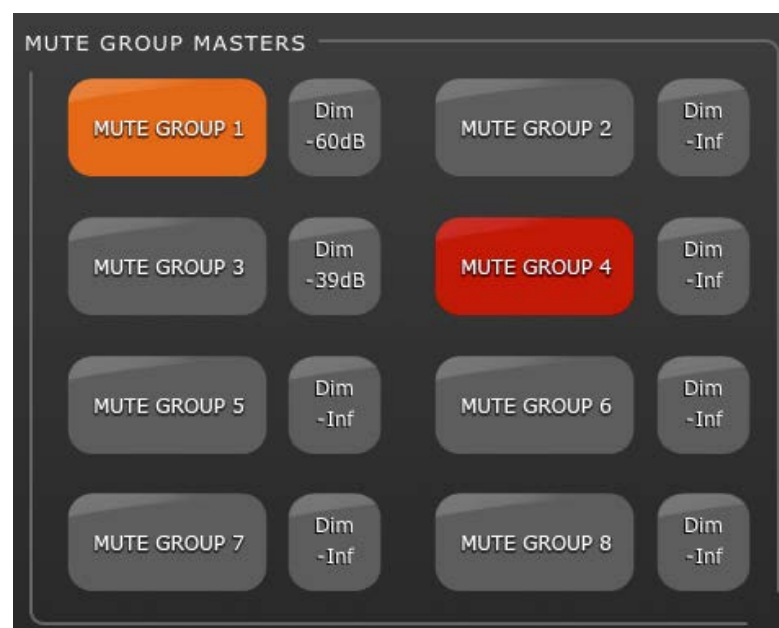 MUTE GROUP MASTERS
MUTE GROUP 1
Dim
-60dB
MUTE GROUP 2
Dim
-Inf
MUTE GROUP 3
Dim
-39dB
MUTE GROUP 4
Dim
-Inf
MUTE GROUP 5
Dim
-Inf
MUTE GROUP 6
Dim
-Inf
MUTE GROUP 7
Dim
-Inf
MUTE GROUP 8
Dim
-Inf